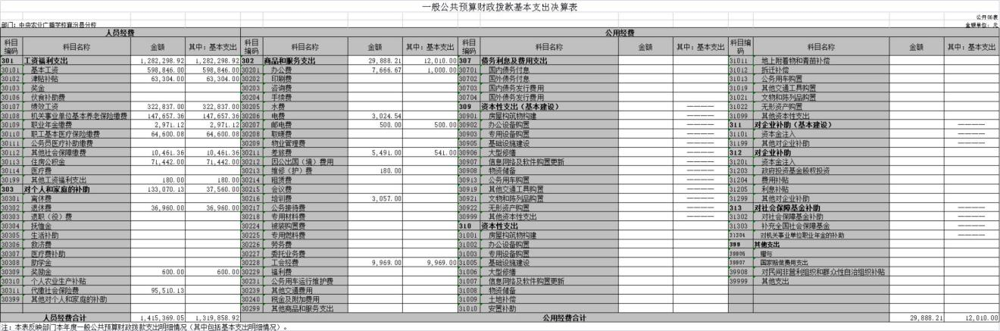 一般公共预算财政拨款基本支出决算表
公开06表
部门：中央农业广播学校襄汾县分校 金额单位：元
人员经费 公用经费
科目编码 科目名称 金额 其中：基本支出 科目编码 科目名称 金额 其中：基本支出 科目编码 科目名称 金额 其中：基本支出 科目编码 科目名称 金额 其中：基本支出
301 工资福利支出 1,282,298.92 1,282,298.92 302 商品和服务支出 29,888.21 12,010.00 307 债务利息及费用支出 31011 地上附着物和青苗补偿
30101 基本工资 598,846.00 598,846.00 30201 办公费 7,666.67 1,000.00 30701 国内债务付息 31012 拆迁补偿
30102 津贴补贴 63,304.00 63,304.00 30202 印刷费 30702 国外债务付息 31013 公务用车购置
30103 奖金 30203 咨询费 30703 国内债务发行费用 31019 其他交通工具购置
30106 伙食补助费 30204 手续费 30704 国外债务发行费用 31021 文物和陈列品购置
30107 绩效工资 322,837.00 322,837.00 30205 水费 309 资本性支出（基本建设） ———— 31022 无形资产购置
30108 机关事业单位基本养老保险缴费 147,657.36 147,657.36 30206 电费 3,024.54 30901 房屋构筑物构建 ———— 31099 其他资本性支出
30109 职业年金缴费 2,971.12 2,971.12 30207 邮电费 500.00 500.00 30902 办公设备购置 ———— 311 对企业补助（基本建设） ————
30110 职工基本医疗保险缴费 64,600.08 64,600.08 30208 取暖费 30903 专用设备购置 ———— 31101 资本金注入 ————
30111 公务员医疗补助缴费 30209 物业管理费 30905 基础设施建设 ———— 31199 其他对企业补助 ————
30112 其他社会保障缴费 10,461.36 10,461.36 30211 差旅费 5,491.00 541.00 30906 大型修缮 ———— 312 对企业补助
30113 住房公积金 71,442.00 71,442.00 30212 因公出国（境）费用 30907 信息网络及软件购置更新 ———— 31201 资本金注入
30114 医疗费 30213 维修（护）费 180.00 30908 物资储备 ———— 31203 政府投资基金股权投资
30199 其他工资福利支出 180.00 180.00 30214 租赁费 30913 公务用车购置 ———— 31204 费用补贴
303 对个人和家庭的补助 133,070.13 37,560.00 30215 会议费 30919 其他交通工具购置 ———— 31205 利息补贴
30301 离休费 30216 培训费 3,057.00 30921 文物和陈列品购置 ———— 31299 其他对企业补助
30302 退休费 36,960.00 36,960.00 30217 公务接待费 30922 无形资产购置 ———— 313 对社会保障基金补助 ————
30303 退职（役）费 30218 专用材料费 30999 其他资本性支出 ———— 31302 对社会保障基金补助 ————
30304 抚恤金 30224 被装购置费 310 资本性支出 31303 补充全国社会保障基金 ————
30305 生活补助 30225 专用燃料费 31001 房屋构筑物构建 31304 对机关事业单位职业年金的补助 ————
30306 救济费 30226 劳务费 31002 办公设备购置 399 其他支出
30307 医疗费补助 30227 委托业务费 31003 专用设备购置 39906 赠与
30308 助学金 30228 工会经费 9,969.00 9,969.00 31005 基础设施建设 39907 国家赔偿费用支出
30309 奖励金 600.00 600.00 30229 福利费 31006 大型修缮 39908 对民间非营利组织和群众性自治组织补贴
30310 个人农业生产补贴 30231 公务用车运行维护费 31007 信息网络及软件购置更新 39999 其他支出
30311 代缴社会保险费 95,510.13 30239 其他交通费用 31008 物资储备
30399 其他对个人和家庭的补助 30240 税金及附加费用 31009 土地补偿
30299 其他商品和服务支出 31010 安置补助
人员经费合计 1,415,369.05 1,319,858.92 公用经费合计 29,888.21 12,010.00
注：本表反映部门本年度一般公共预算财政拨款支出明细情况（其中包括基本支出明细情况）。